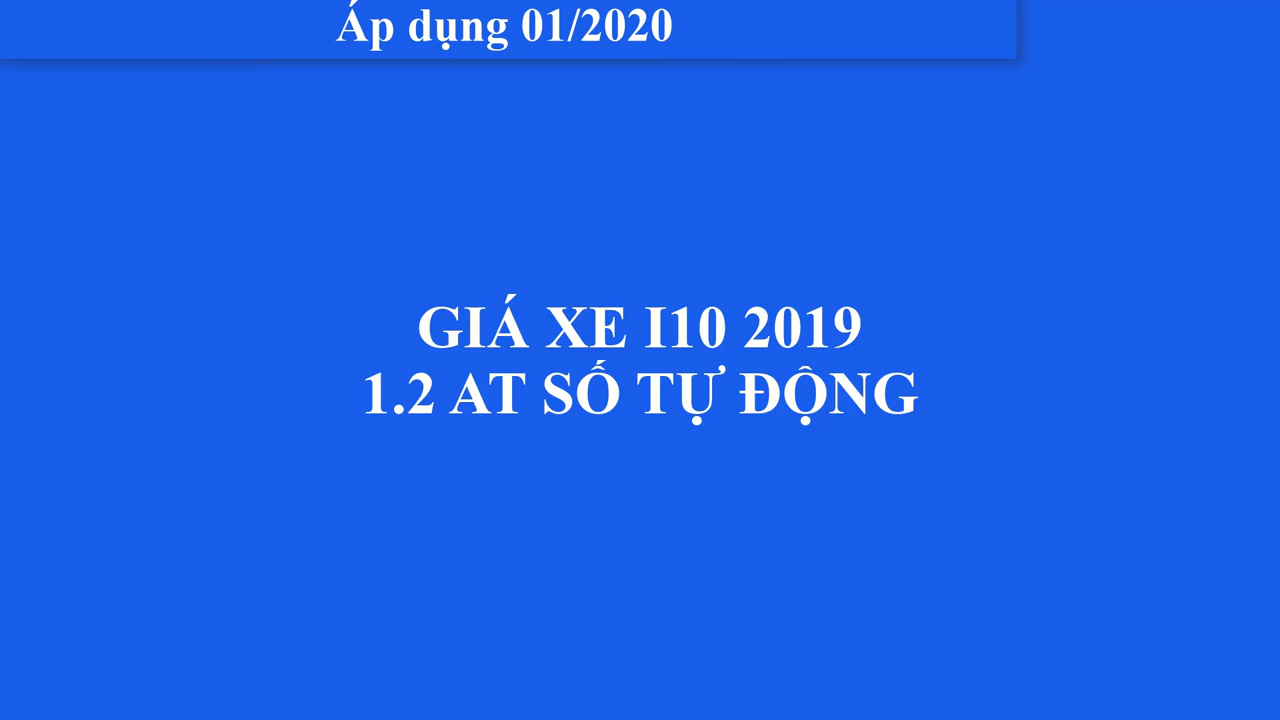 Áp dụng 01/2020
GIÁ XE I10 2019
1.2 AT SỐ TỰ ĐỘNG